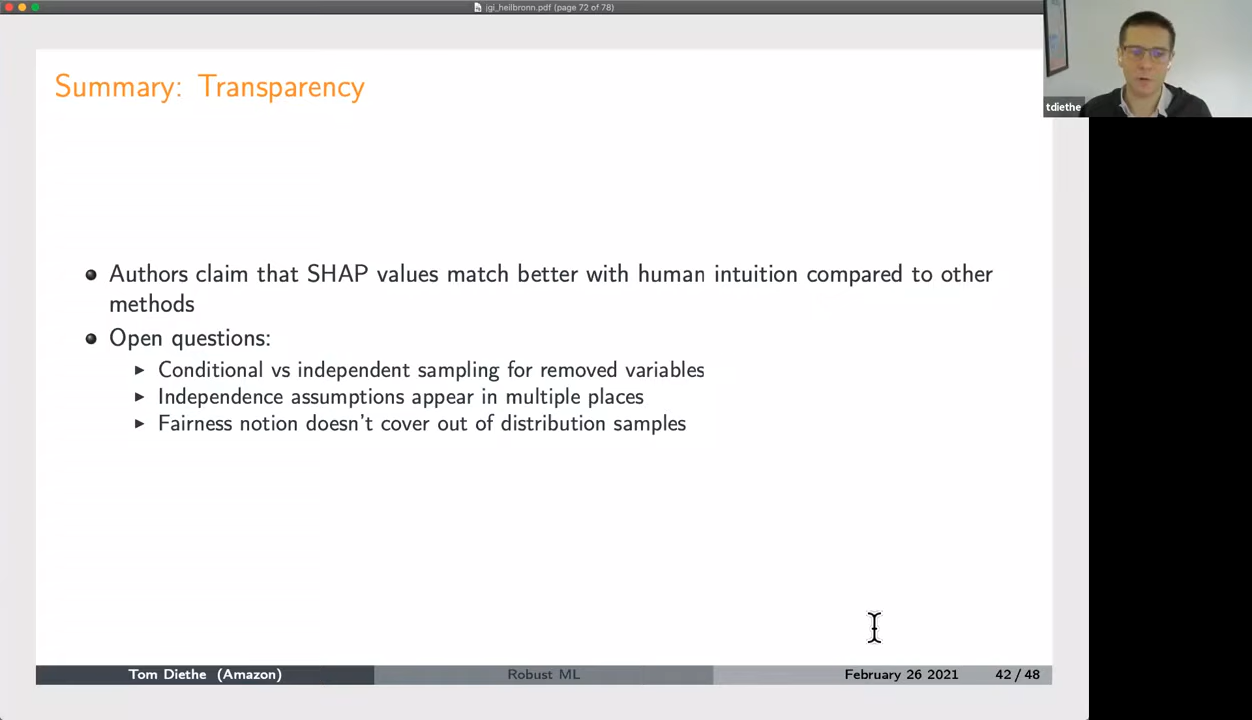 jgi_heilbronn.pdf (page 72 of 78)
tdiethe
Summary: Transparency
Authors claim that SHAP values match better with human intuition compared to other
methods
Open questions:
Conditional vs independent sampling for removed variables
Independence assumptions appear in multiple places
Fairness notion doesn't cover out of distribution samples
Tom Diethe (Amazon) Robust ML February 26 2021 42 / 48